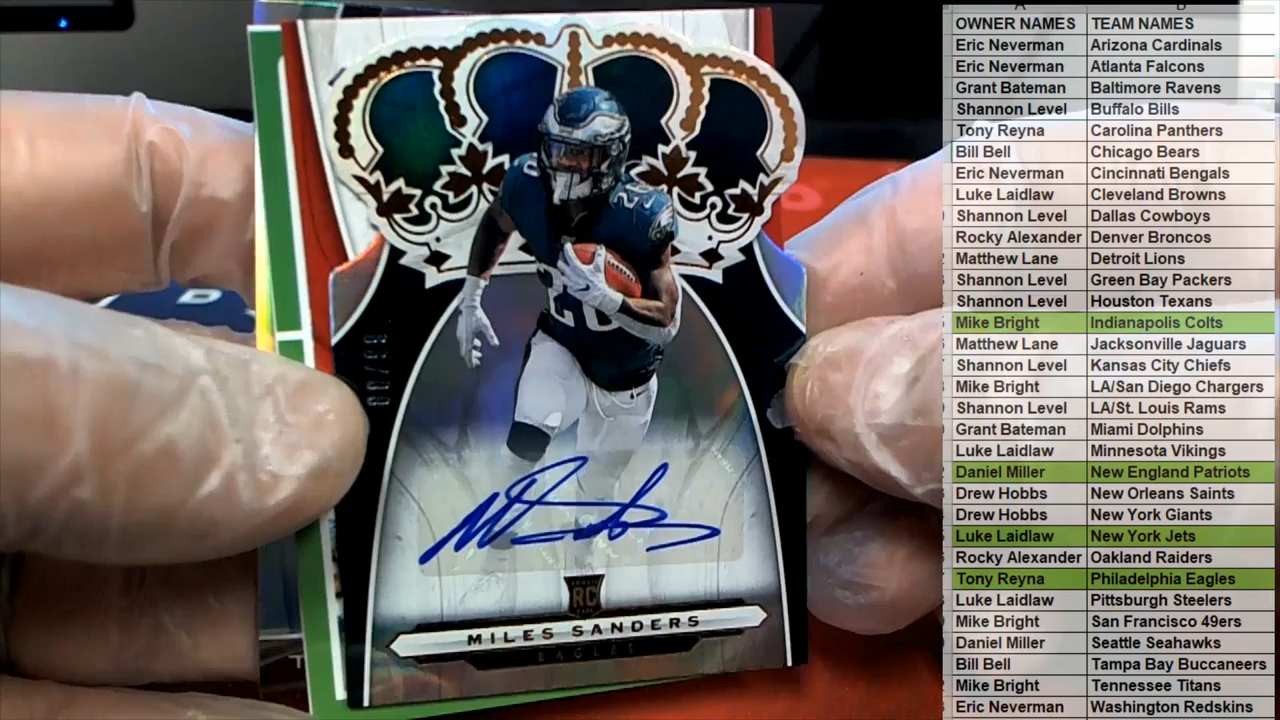 MILES SANDERS
EAGLES
ROOKIE
RC
20
20
D
OWNER NAMES TEAM NAMES
Eric Neverman Arizona Cardinals
Eric Neverman Atlanta Falcons
Grant Bateman Baltimore Ravens
Shannon Level Buffalo Bills
Tony Reyna Carolina Panthers
Bill Bell Chicago Bears
Eric Neverman Cincinnati Bengals
Luke Laidlaw Cleveland Browns
Shannon Level Dallas Cowboys
Rocky Alexander Denver Broncos
Matthew Lane Detroit Lions
Shannon Level Green Bay Packers
Shannon Level Houston Texans
Mike Bright Indianapolis Colts
Matthew Lane Jacksonville Jaguars
Shannon Level Kansas City Chiefs
Mike Bright LA/San Diego Chargers
Shannon Level LA/St. Louis Rams
Grant Bateman Miami Dolphins
Luke Laidlaw Minnesota Vikings
Daniel Miller New England Patriots
Drew Hobbs New Orleans Saints
Drew Hobbs New York Giants
Luke Laidlaw New York Jets
Rocky Alexander Oakland Raiders
Tony Reyna Philadelphia Eagles
Luke Laidlaw Pittsburgh Steelers
Mike Bright San Francisco 49ers
Daniel Miller Seattle Seahawks
Bill Bell Tampa Bay Buccaneers
Mike Bright Tennessee Titans
Eric Neverman Washington Redskins